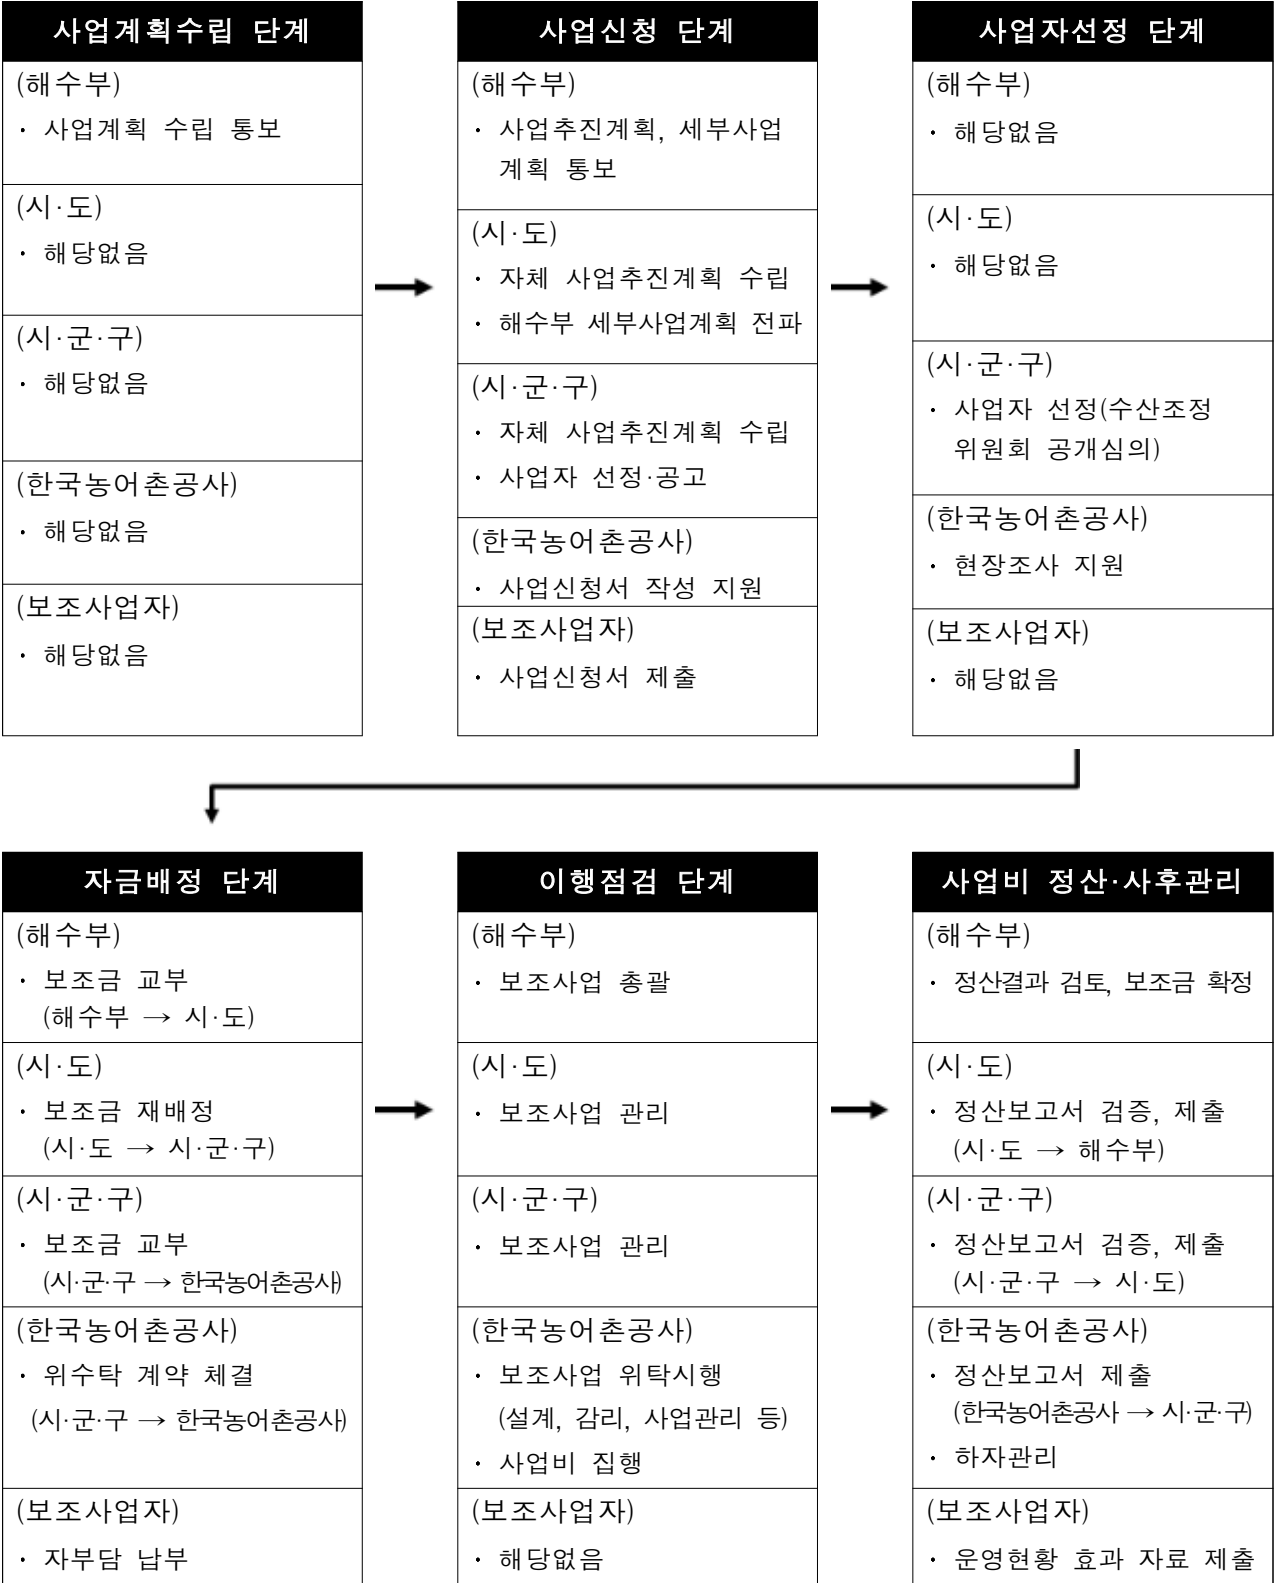 사업계획수립 단계
(해수부)
· 사업계획 수립 통보
(시·도)
· 해당없음
(시·군·구)
· 해당없음
(한국농어촌공사)
· 해당없음
(보조사업자)
· 해당없음
사업신청 단계
(해수부)
· 사업추진계획, 세부사업
계획 통보
(시·도)
· 자체 사업추진계획 수립
· 해수부 세부사업계획 전파
(시·군·구)
· 자체 사업추진계획 수립
· 사업자 선정·공고
(한국농어촌공사)
· 사업신청서 작성 지원
(보조사업자)
· 사업신청서 제출
사업자선정 단계
(해수부)
· 해당없음
(시·도)
· 해당없음
(시·군·구)
· 사업자 선정(수산조정
위원회 공개심의)
(한국농어촌공사)
· 현장조사 지원
(보조사업자)
· 해당없음
자금배정 단계
(해수부)
· 보조금 교부
(해수부 → 시·도)
(시·도)
· 보조금 재배정
(시·도 → 시·군·구)
(시·군·구)
· 보조금 교부
(시·군·구 → 한국농어촌공사)
(한국농어촌공사)
· 위수탁 계약 체결
(시·군·구 → 한국농어촌공사)
(보조사업자)
· 자부담 납부
이행점검 단계
(해수부)
· 보조사업 총괄
(시·도)
· 보조사업 관리
(시·군·구)
· 보조사업 관리
(한국농어촌공사)
· 보조사업 위탁시행
(설계, 감리, 사업관리 등)
· 사업비 집행
(보조사업자)
· 해당없음
사업비 정산·사후관리
(해수부)
· 정산결과 검토, 보조금 확정
(시·도)
· 정산보고서 검증, 제출
(시·도 → 해수부)
(시·군·구)
· 정산보고서 검증, 제출
(시·군·구 → 시·도)
(한국농어촌공사)
· 정산보고서 제출
(한국농어촌공사 → 시·군·구)
· 하자관리
(보조사업자)
· 운영현황 효과 자료 제출